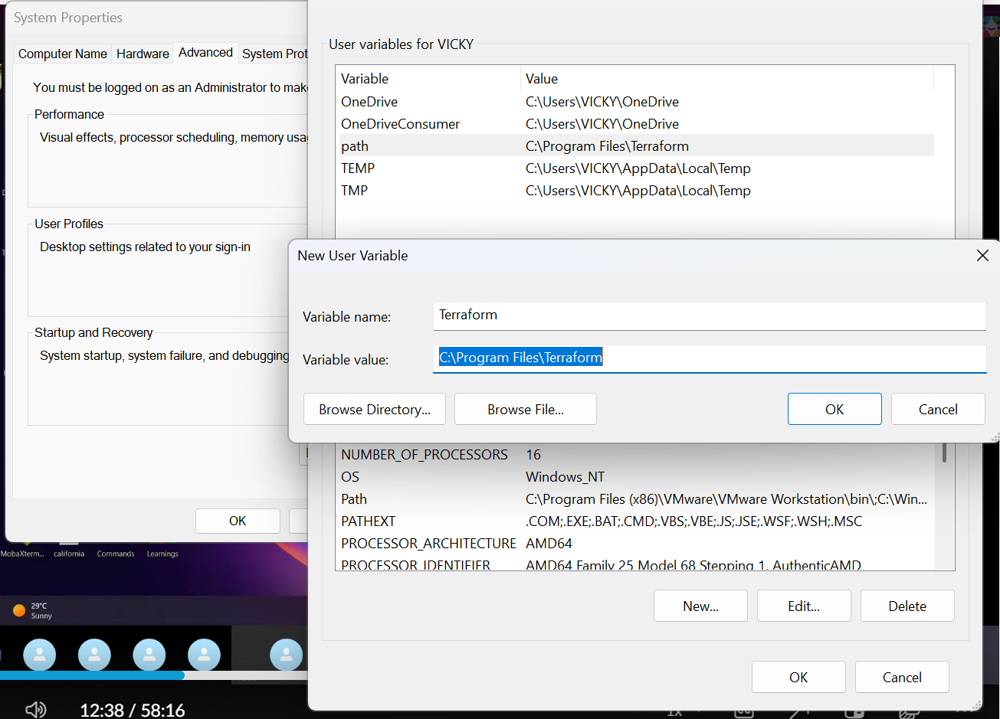 System Properties
Computer Name
Hardware
Advanced
System Prot
You must be logged on as an Administrator to mak
Performance
Visual effects, processor scheduling, memory usa
User Profiles
Desktop settings related to your sign-in
Startup and Recovery
System startup, system failure, and debugging
OK
User variables for VICKY
Variable Value
OneDrive C:\Users\VICKY\OneDrive
OneDriveConsumer C:\Users\VICKY\OneDrive
path C:\Program Files\Terraform
TEMP C:\Users\VICKY\AppData\Local\Temp
TMP C:\Users\VICKY\AppData\Local\Temp
New User Variable
Variable name: Terraform
Variable value: C:\Program Files\Terraform
Browse Directory... Browse File... OK Cancel
NUMBER_OF_PROCESSORS 16
OS Windows_NT
Path C:\Program Files (x86)\VMware\VMware Workstation\bin\;C:\Win...
PATHEXT .COM;.EXE;.BAT;.CMD;.VBS;.VBE;.JS;.JSE;.WSF;.WSH;.MSC
PROCESSOR_ARCHITECTURE AMD64
PROCESSOR_IDENTIFIER AMD64 Family 25 Model 68 Stepping 1, AuthenticAMD
New... Edit... Delete
OK Cancel
MobaXterm... california Commands Learnings
29°C
Sunny
12:38 / 58:16
1x